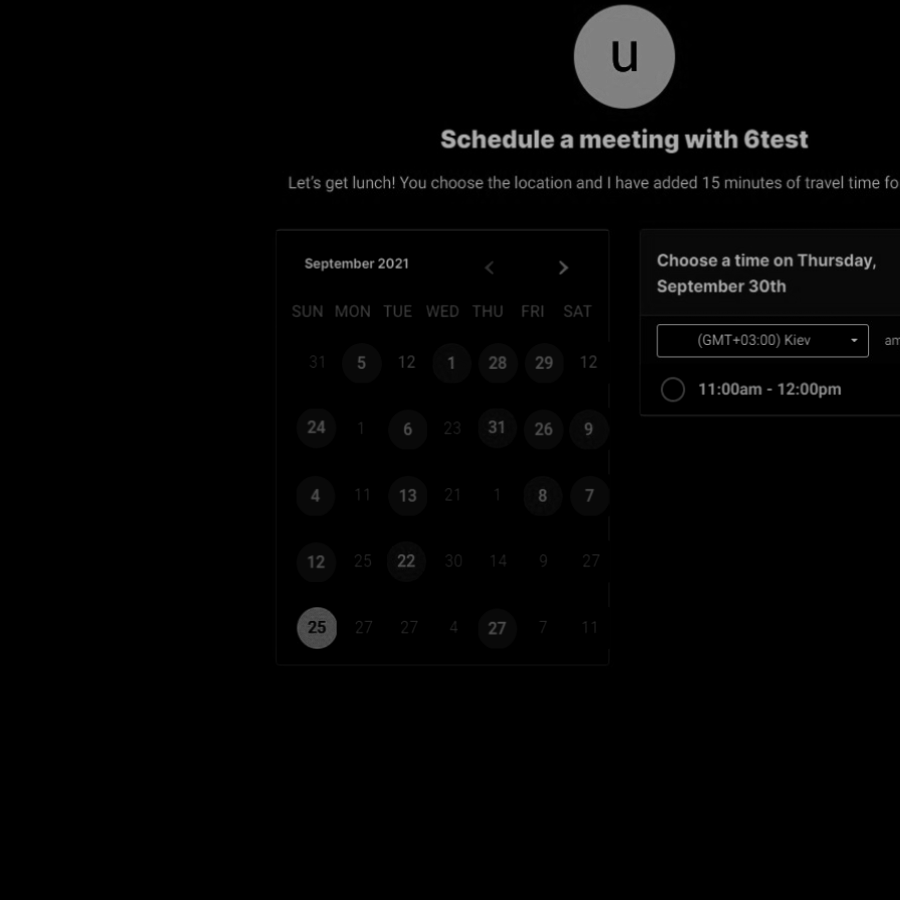 u
Schedule a meeting with 6test
Let's get lunch! You choose the location and I have added 15 minutes of travel time fo
September 2021
SUN MON TUE WED THU FRI SAT
31 5 12 1 28 29 12
24 1 6 23 31 26 9
4 11 13 21 1 8 7
12 25 22 30 14 9 27
25 27 27 4 27 7 11
Choose a time on Thursday,
September 30th
(GMT+03:00) Kiev am
11:00am - 12:00pm